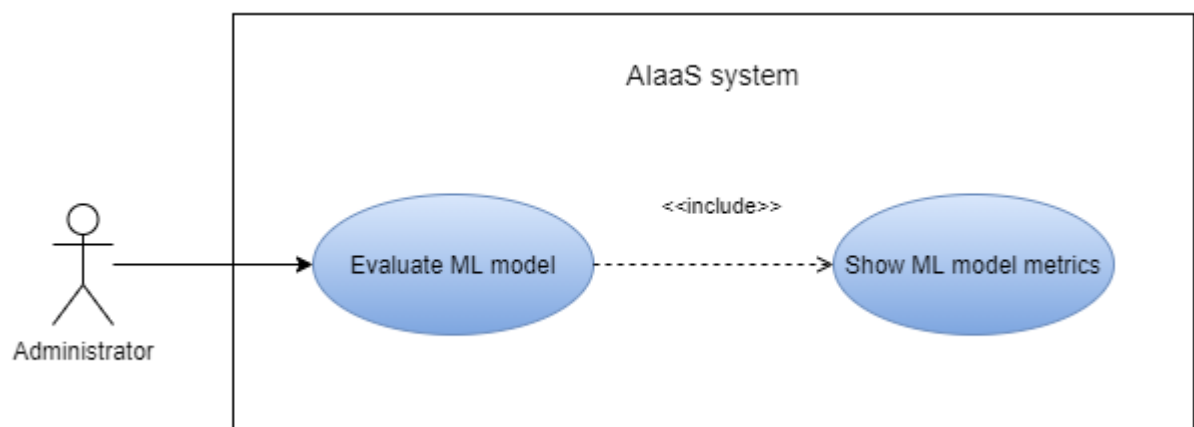 AIaaS system
<<include>>
Evaluate ML model
Show ML model metrics
Administrator